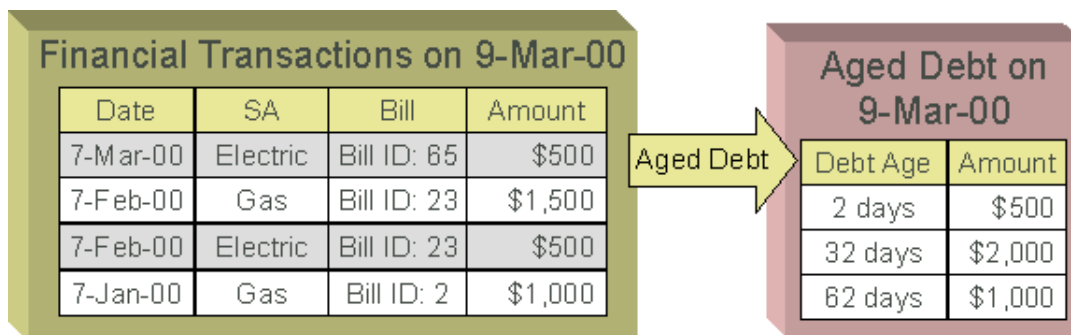 Financial Transactions on 9-Mar-00
Date SA Bill Amount
7-Mar-00 Electric Bill ID: 65 $500
7-Feb-00 Gas Bill ID: 23 $1,500
7-Feb-00 Electric Bill ID: 23 $500
7-Jan-00 Gas Bill ID: 2 $1,000
Aged Debt
Aged Debt on
9-Mar-00
Debt Age Amount
2 days $500
32 days $2,000
62 days $1,000